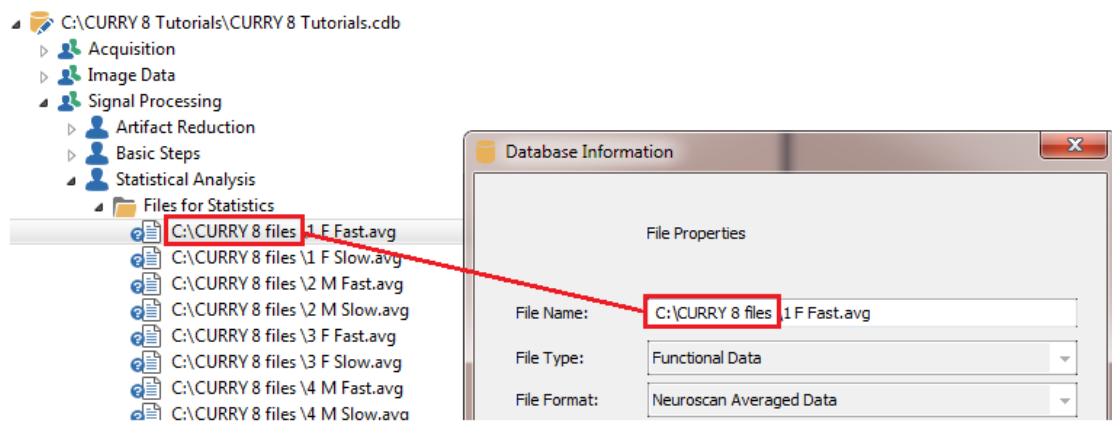 C:\CURRY 8 Tutorials\CURRY 8 Tutorials.cdb
Acquisition
Image Data
Signal Processing
Artifact Reduction
Basic Steps
Statistical Analysis
Files for Statistics
C:\CURRY 8 files \1 F Fast.avg
C:\CURRY 8 files \1 F Slow.avg
C:\CURRY 8 files \2 M Fast.avg
C:\CURRY 8 files \2 M Slow.avg
C:\CURRY 8 files \3 F Fast.avg
C:\CURRY 8 files \3 F Slow.avg
C:\CURRY 8 files \4 M Fast.avg
C:\CURRY 8 files \4 M Slow.avg
Database Information
File Properties
File Name: C:\CURRY 8 files \1 F Fast.avg
File Type: Functional Data
File Format: Neuroscan Averaged Data